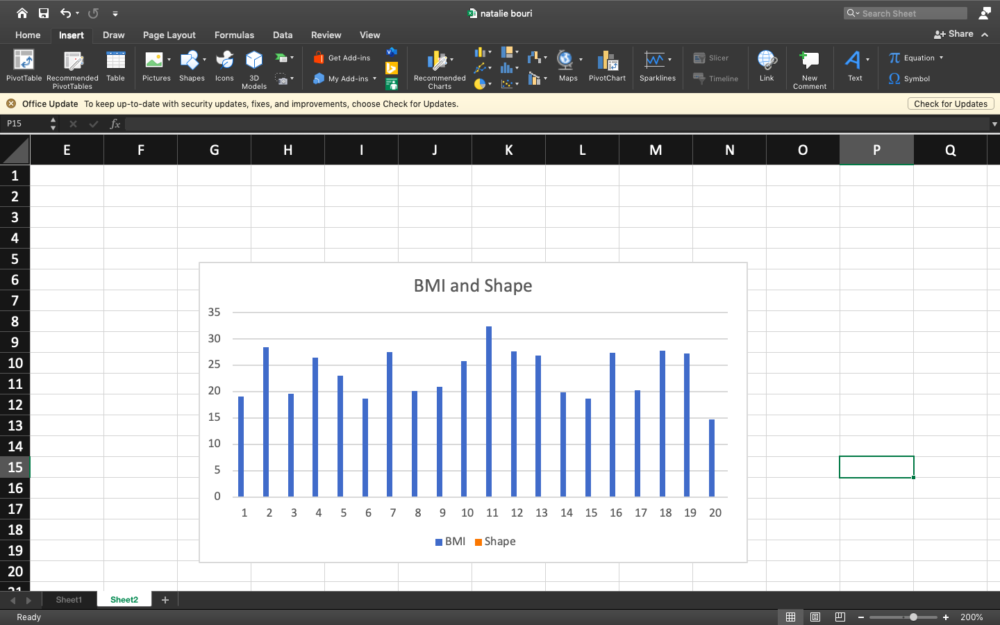 natalie bouri
Search Sheet
Home Insert Draw Page Layout Formulas Data Review View Share
PivotTable Recommended PivotTables Table Pictures Shapes Icons 3D Models Get Add-ins My Add-ins Recommended Charts Maps PivotChart Sparklines Slicer Timeline Link New Comment Text Equation Symbol
Office Update To keep up-to-date with security updates, fixes, and improvements, choose Check for Updates. Check for Updates
P15 fx
E F G H I J K L M N O P Q
1
2
3
4
5
6
7
8
9
10
11
12
13
14
15
16
17
18
19
20
21
BMI and Shape
35
30
25
20
15
10
5
0
1 2 3 4 5 6 7 8 9 10 11 12 13 14 15 16 17 18 19 20
BMI Shape
Sheet1 Sheet2 +
Ready 200%